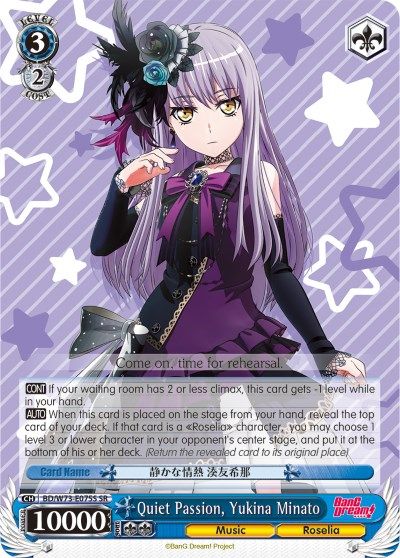 LEVEL
3
2
COST
Come on, time for rehearsal.
CONT If your waiting room has 2 or less climax, this card gets -1 level while
in your hand.
AUTO When this card is placed on the stage from your hand, reveal the top
card of your deck. If that card is a «Roselia» character, you may choose 1
level 3 or lower character in your opponent's center stage, and put it at the
bottom of his or her deck. (Return the revealed card to its original place)
Card Name 静かな情熱 湊友希那
CH BD/W73-E075S SR
Quiet Passion, Yukina Minato
BanG Dream!
POWER
10000
SOUL
Music
Roselia
©BanG Dream! Project